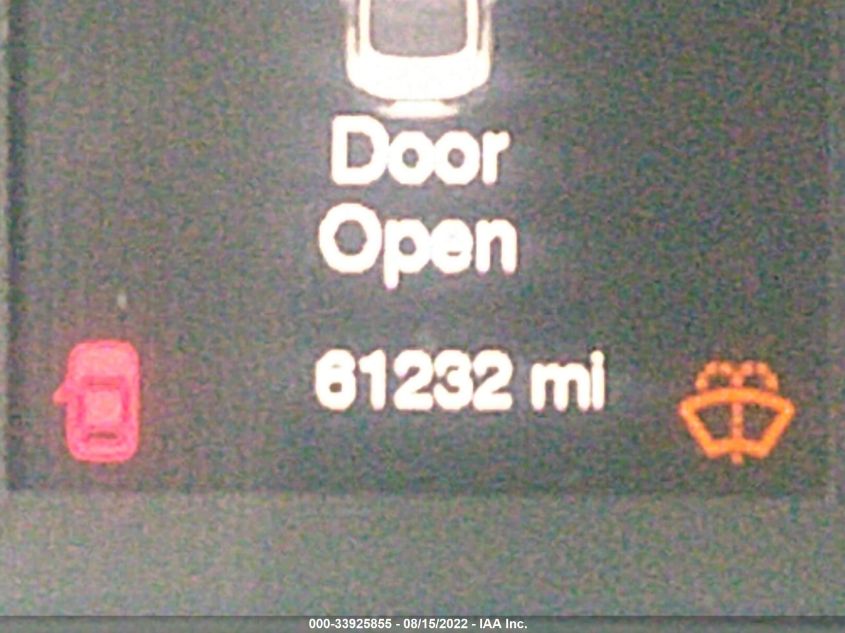 Door
Open
61232 mi
000-33925855 - 08/15/2022 - IAA Inc.